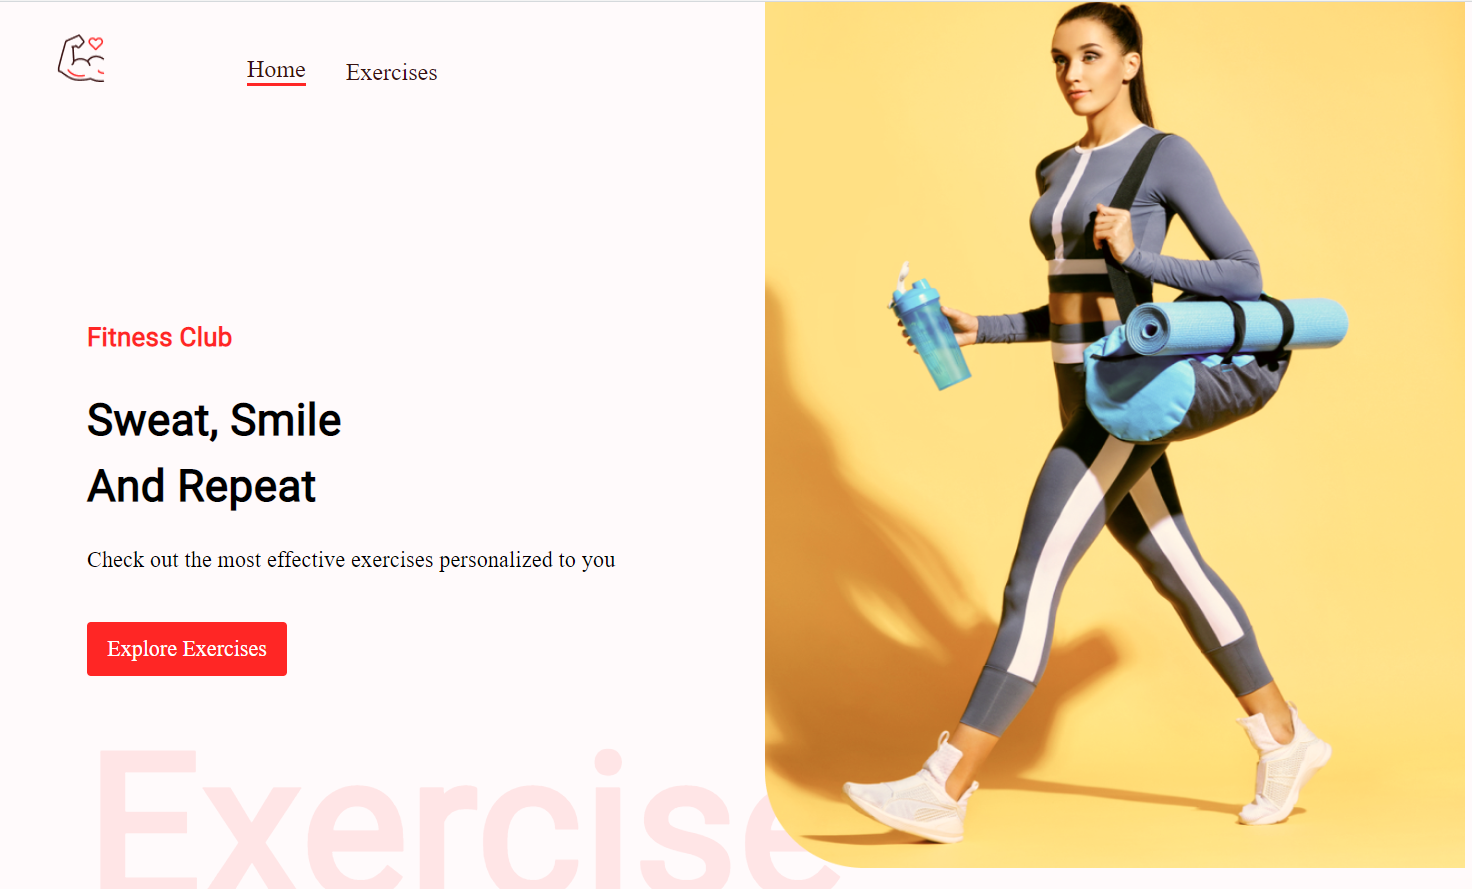 Home
Exercises
Fitness Club
Sweat, Smile
And Repeat
Check out the most effective exercises personalized to you
Explore Exercises
Exercise